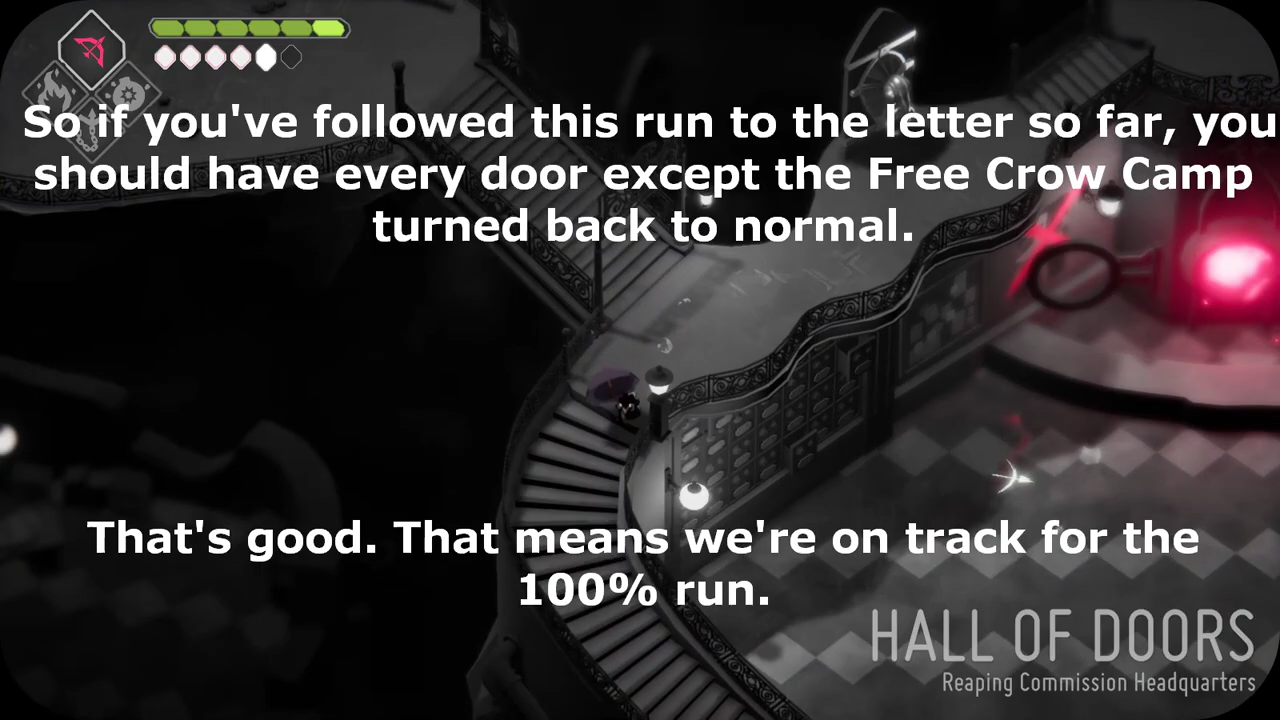 So if you've followed this run to the letter so far, you
should have every door except the Free Crow Camp
turned back to normal.
That's good. That means we're on track for the
100% run.
HALL OF DOORS
Reaping Commission Headquarters